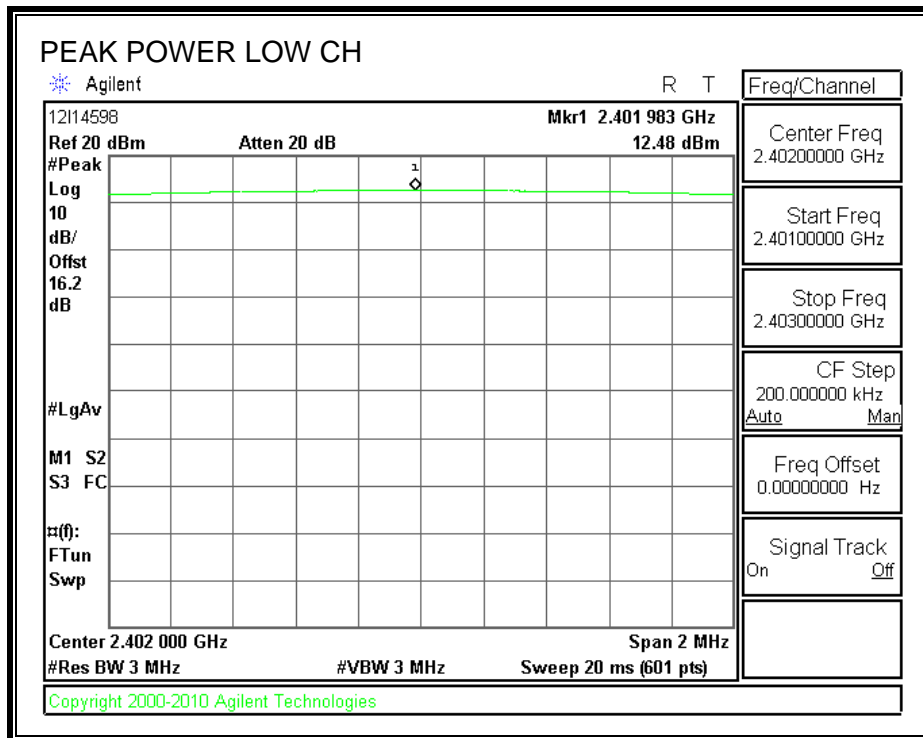 PEAK POWER LOW CH
Agilent R T
12I14598 Mkr1 2.401 983 GHz
Ref 20 dBm Atten 20 dB 12.48 dBm
#Peak
Log
10
dB/
Offst
16.2
dB
#LgAv
M1 S2
S3 FC
¤(f):
FTun
Swp
1
Center 2.402 000 GHz Span 2 MHz
#Res BW 3 MHz #VBW 3 MHz Sweep 20 ms (601 pts)
Freq/Channel
Center Freq
2.40200000 GHz
Start Freq
2.40100000 GHz
Stop Freq
2.40300000 GHz
CF Step
200.000000 kHz
Auto Man
Freq Offset
0.00000000 Hz
Signal Track
On Off
Copyright 2000-2010 Agilent Technologies